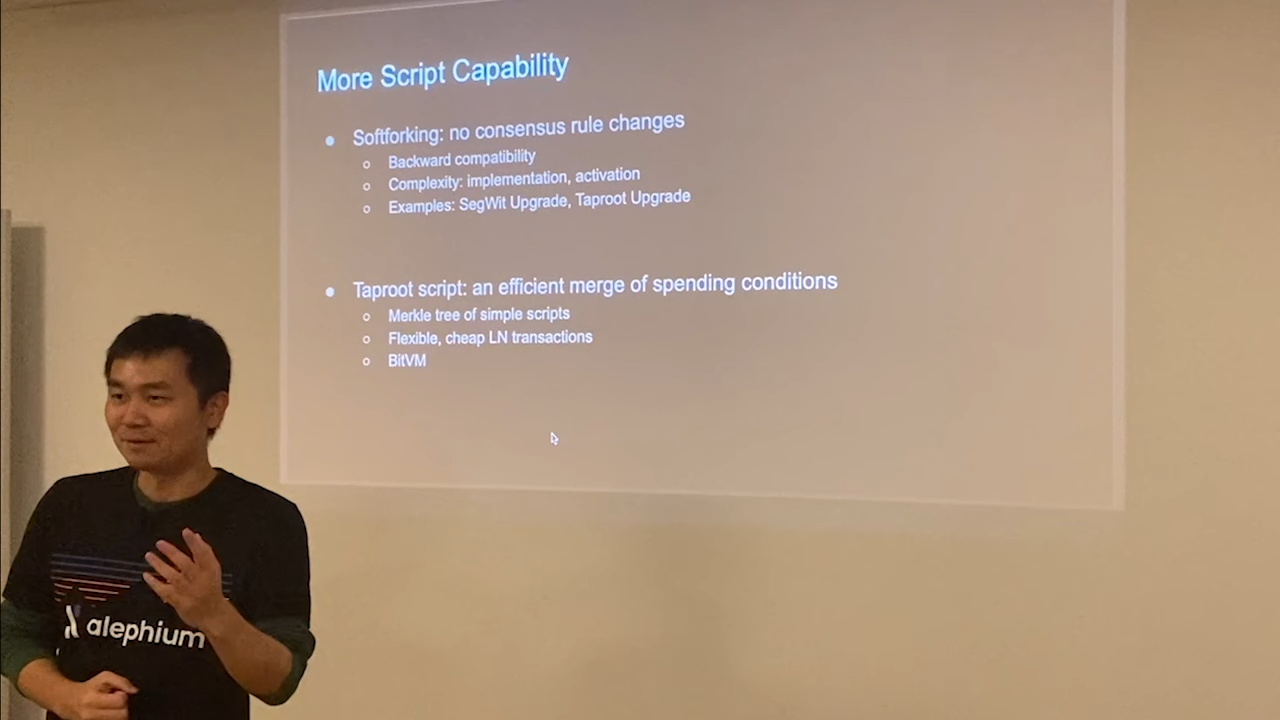 More Script Capability
Softforking: no consensus rule changes
Backward compatibility
Complexity: implementation, activation
Examples: SegWit Upgrade, Taproot Upgrade
Taproot script: an efficient merge of spending conditions
Merkle tree of simple scripts
Flexible, cheap LN transactions
BitVM
alephium